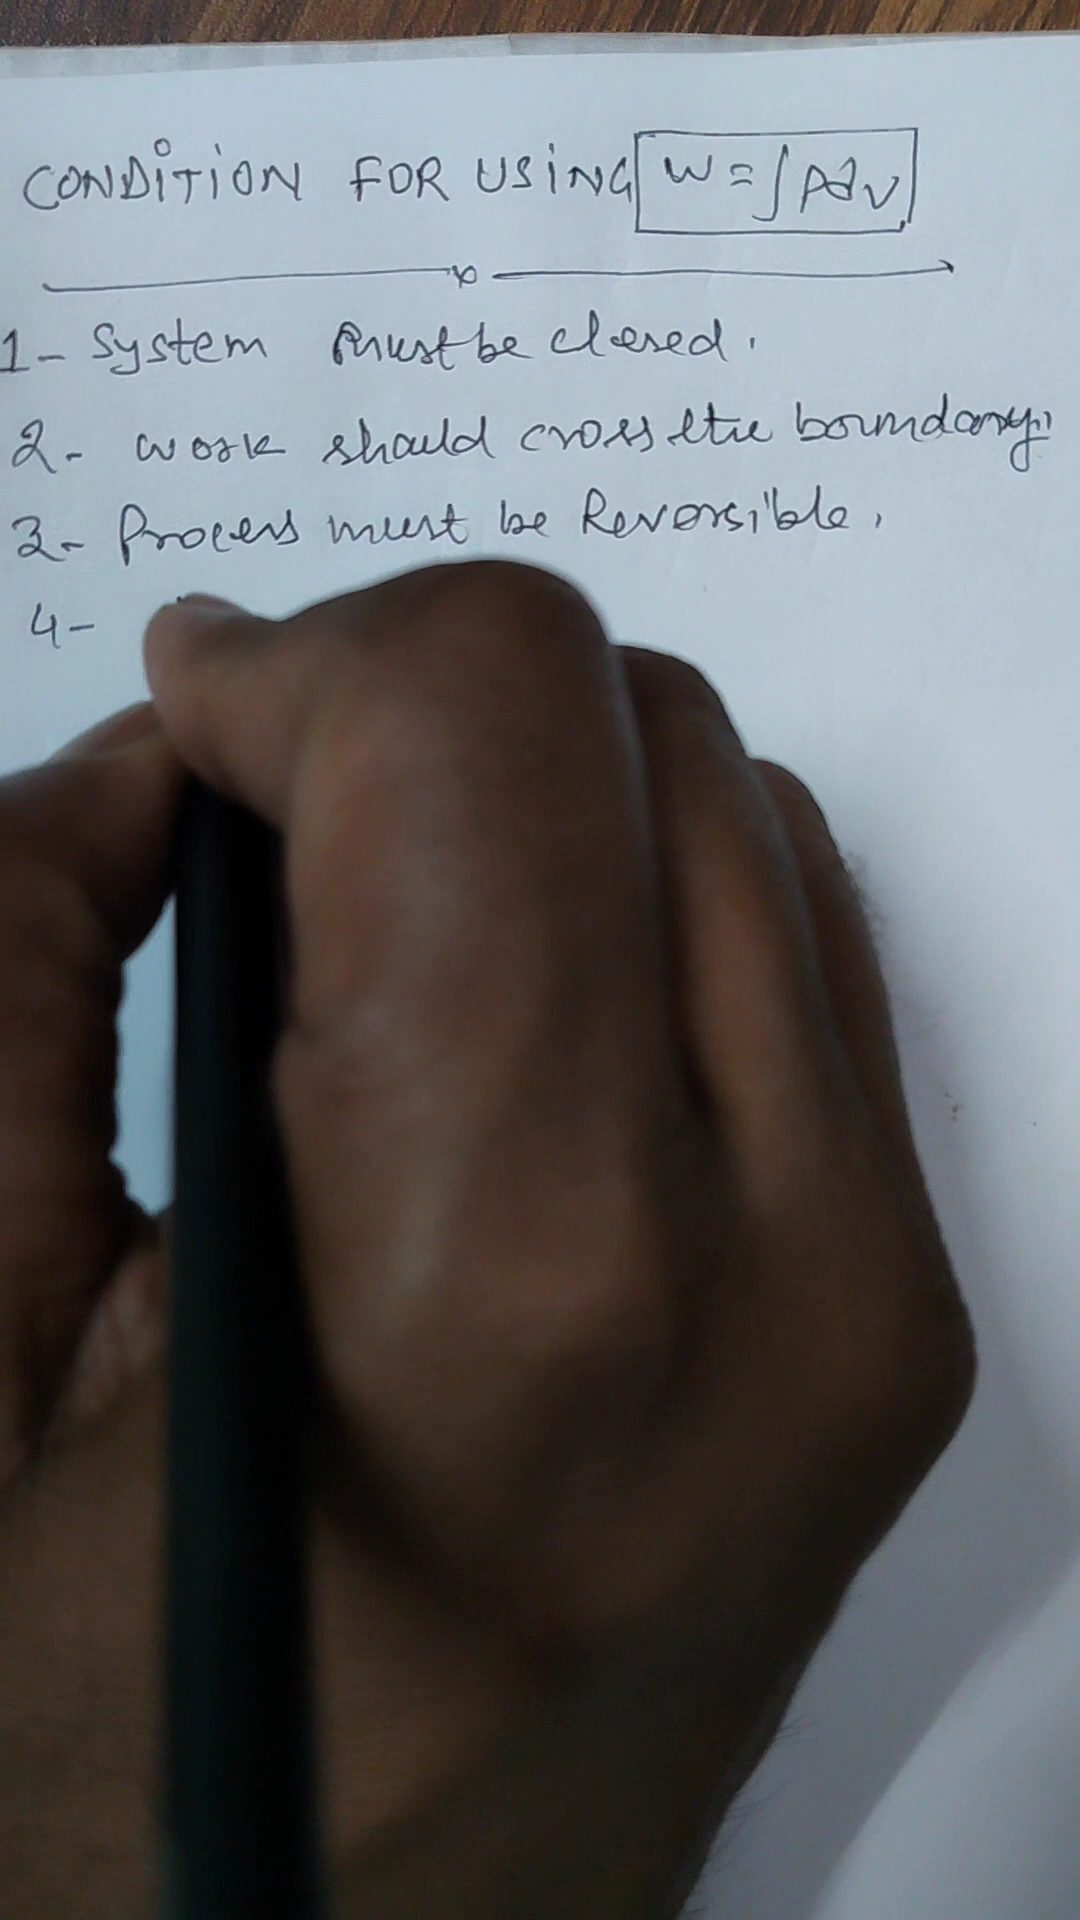 CONDITION FOR USING W = ∫ PdV
1- System must be closed.
2- work should cross the boundary.
3- Process must be Reversible.
4-